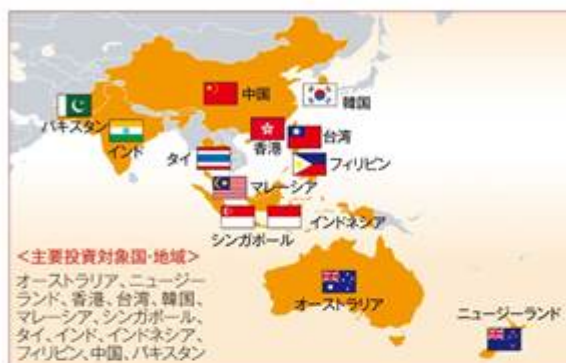 中国
韓国
パキスタン
インド
香港
台湾
タイ
フィリピン
マレーシア
シンガポール
インドネシア
オーストラリア
ニュージーランド
<主要投資対象国・地域>
オーストラリア、ニュージー
ランド、香港、台湾、韓国、
マレーシア、シンガポール、
タイ、インド、インドネシア、
フィリピン、中国、パキスタン